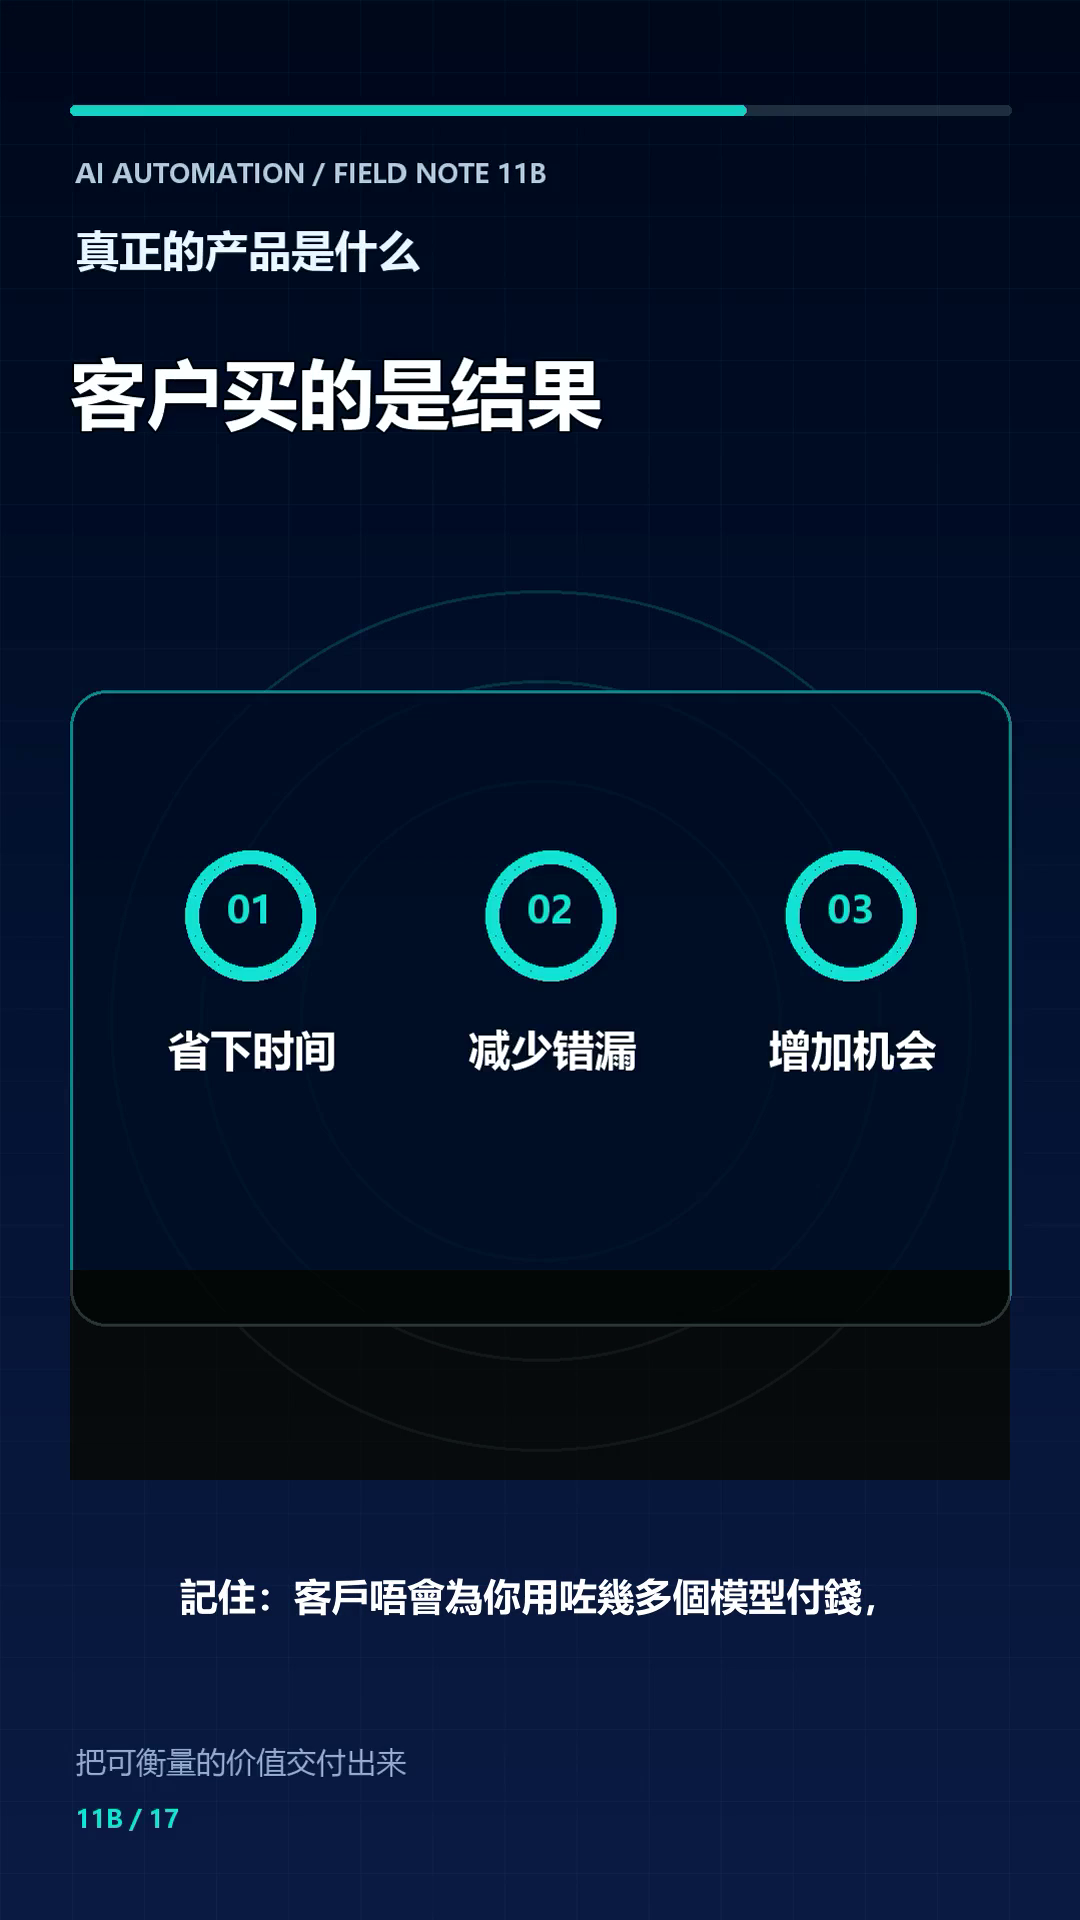 AI AUTOMATION / FIELD NOTE 11B
真正的产品是什么
客户买的是结果
01
02
03
省下时间
减少错漏
增加机会
記住：客戶唔會為你用咗幾多個模型付錢，
把可衡量的价值交付出来
11B / 17